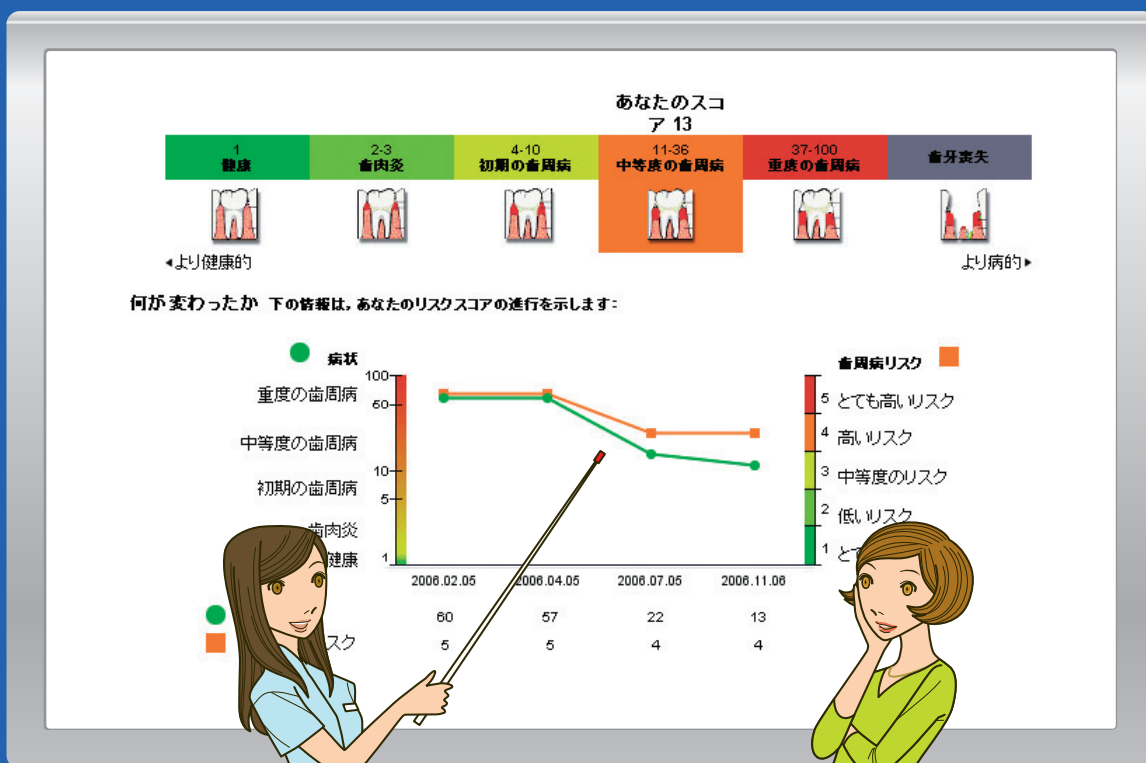 あなたのスコ
ア 13
1
健康
2-3
歯肉炎
4-10
初期の歯周病
11-36
中等度の歯周病
37-100
重度の歯周病
歯牙喪失
◂より健康的
より病的▸
何が変わったか 下の情報は，あなたのリスクスコアの進行を示します：
病状
歯周病リスク
100
重度の歯周病
60
中等度の歯周病
10
初期の歯周病
5
歯肉炎
健康
1
5 とても高いリスク
4 高いリスク
3 中等度のリスク
2 低いリスク
1 と
2006.02.05 2006.04.05 2006.07.05 2006.11.06
60 57 22 13
スク 5 5 4 4